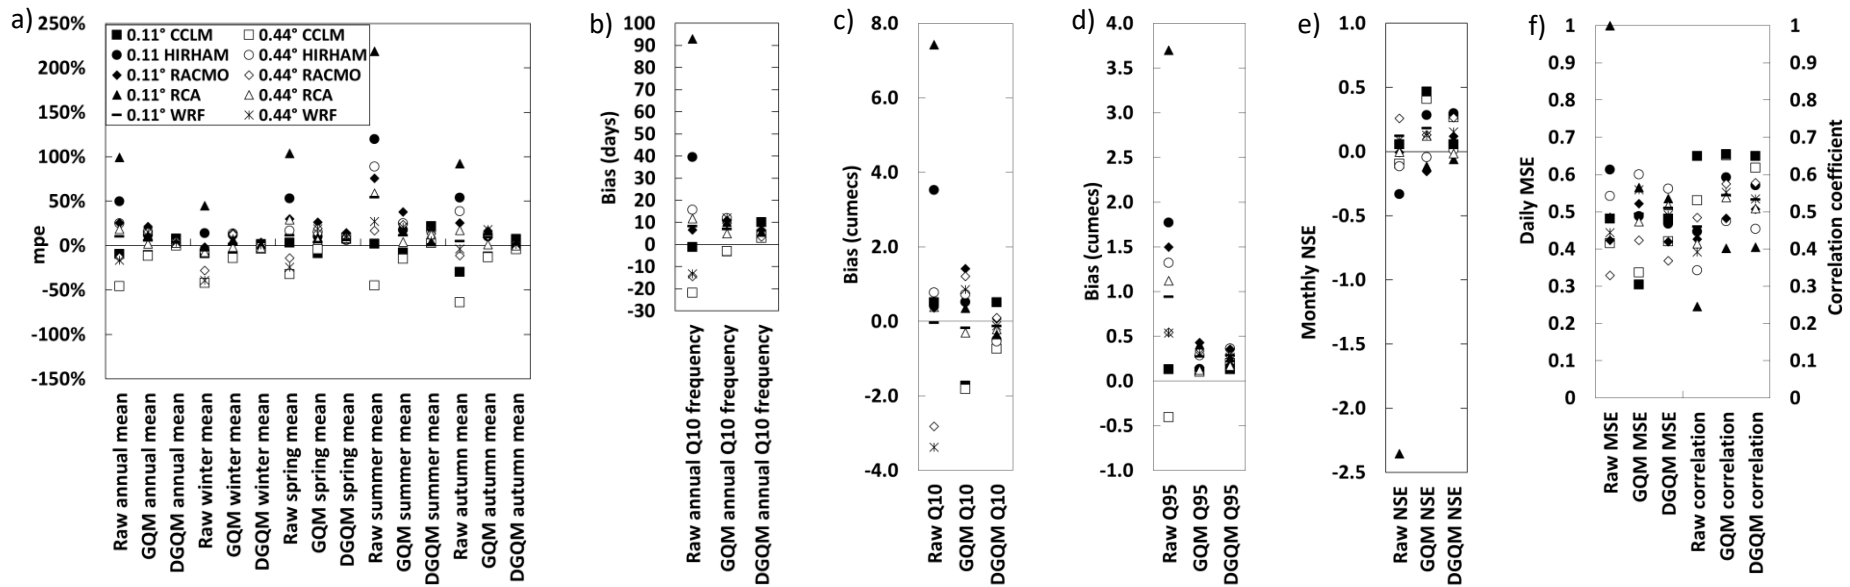 a)
250%
200%
150%
100%
50%
0%
-50%
-100%
-150%
mpe
0.11° CCLM
0.44° CCLM
0.11 HIRHAM
0.44° HIRHAM
0.11° RACMO
0.44° RACMO
0.11° RCA
0.44° RCA
0.11° WRF
0.44° WRF
Raw annual mean
GQM annual mean
DGQM annual mean
Raw winter mean
GQM winter mean
DGQM winter mean
Raw spring mean
GQM spring mean
DGQM spring mean
Raw summer mean
GQM summer mean
DGQM summer mean
Raw autumn mean
GQM autumn mean
DGQM autumn mean
b)
100
90
80
70
60
50
40
30
20
10
0
-10
-20
-30
Bias (days)
Raw annual Q10 frequency
GQM annual Q10 frequency
DGQM annual Q10 frequency
c)
8.0
6.0
4.0
2.0
0.0
-2.0
-4.0
Bias (cumecs)
Raw Q10
GQM Q10
DGQM Q10
d)
4.0
3.5
3.0
2.5
2.0
1.5
1.0
0.5
0.0
-0.5
-1.0
Bias (cumecs)
Raw Q95
GQM Q95
DGQM Q95
e)
1.0
0.5
0.0
-0.5
-1.0
-1.5
-2.0
-2.5
Monthly NSE
Raw NSE
GQM NSE
DGQM NSE
f)
1
0.9
0.8
0.7
0.6
0.5
0.4
0.3
0.2
0.1
0
Daily MSE
Raw MSE
GQM MSE
DGQM MSE
Raw correlation
GQM correlation
DGQM correlation
1
0.9
0.8
0.7
0.6
0.5
0.4
0.3
0.2
0.1
0
Correlation coefficient